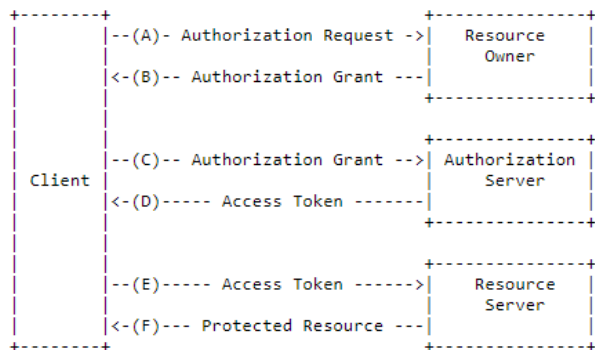 +--------+                               +---------------+
|        |--(A)- Authorization Request ->|   Resource    |
|        |                               |     Owner     |
|        |<-(B)-- Authorization Grant ---|               |
|        |                               +---------------+
|        |
|        |                               +---------------+
|        |--(C)-- Authorization Grant -->| Authorization |
| Client |                               |     Server    |
|        |<-(D)----- Access Token -------|               |
|        |                               +---------------+
|        |
|        |                               +---------------+
|        |--(E)----- Access Token ------>|    Resource   |
|        |                               |     Server    |
|        |<-(F)--- Protected Resource ---|               |
+--------+                               +---------------+